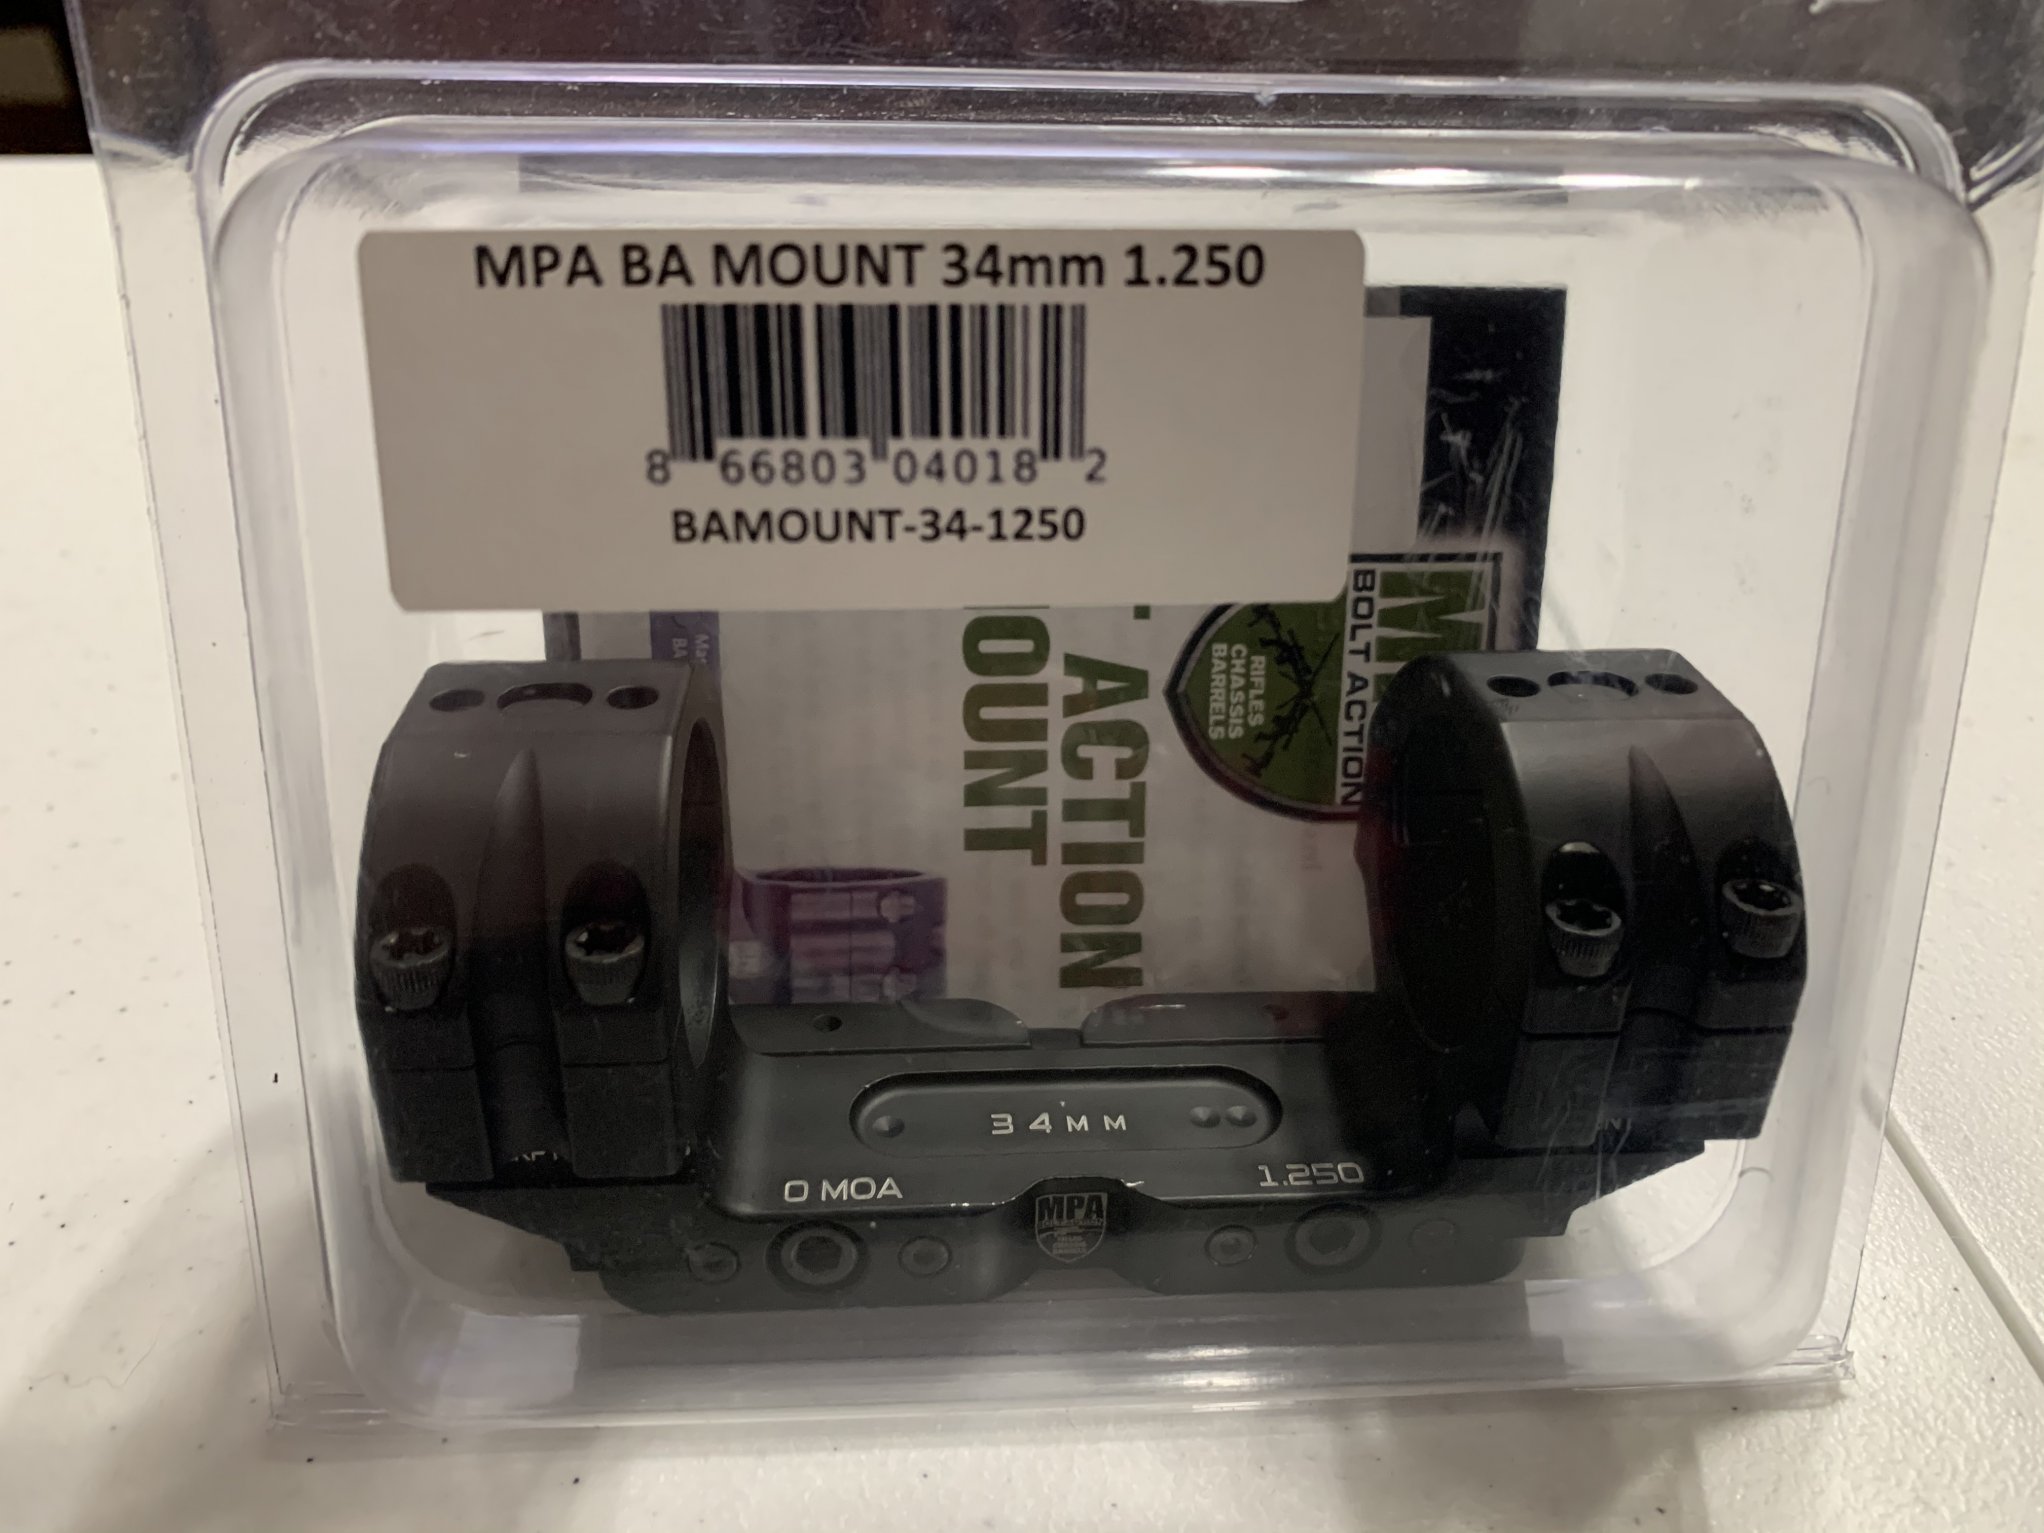 MPA BA MOUNT 34mm 1.250
8 66803 04018 2
BAMOUNT-34-1250
BOLT ACTION
RIFLES
CHASSIS
BARRELS
ACTION
OUNT
34MM
0 MOA
1.250
MPA